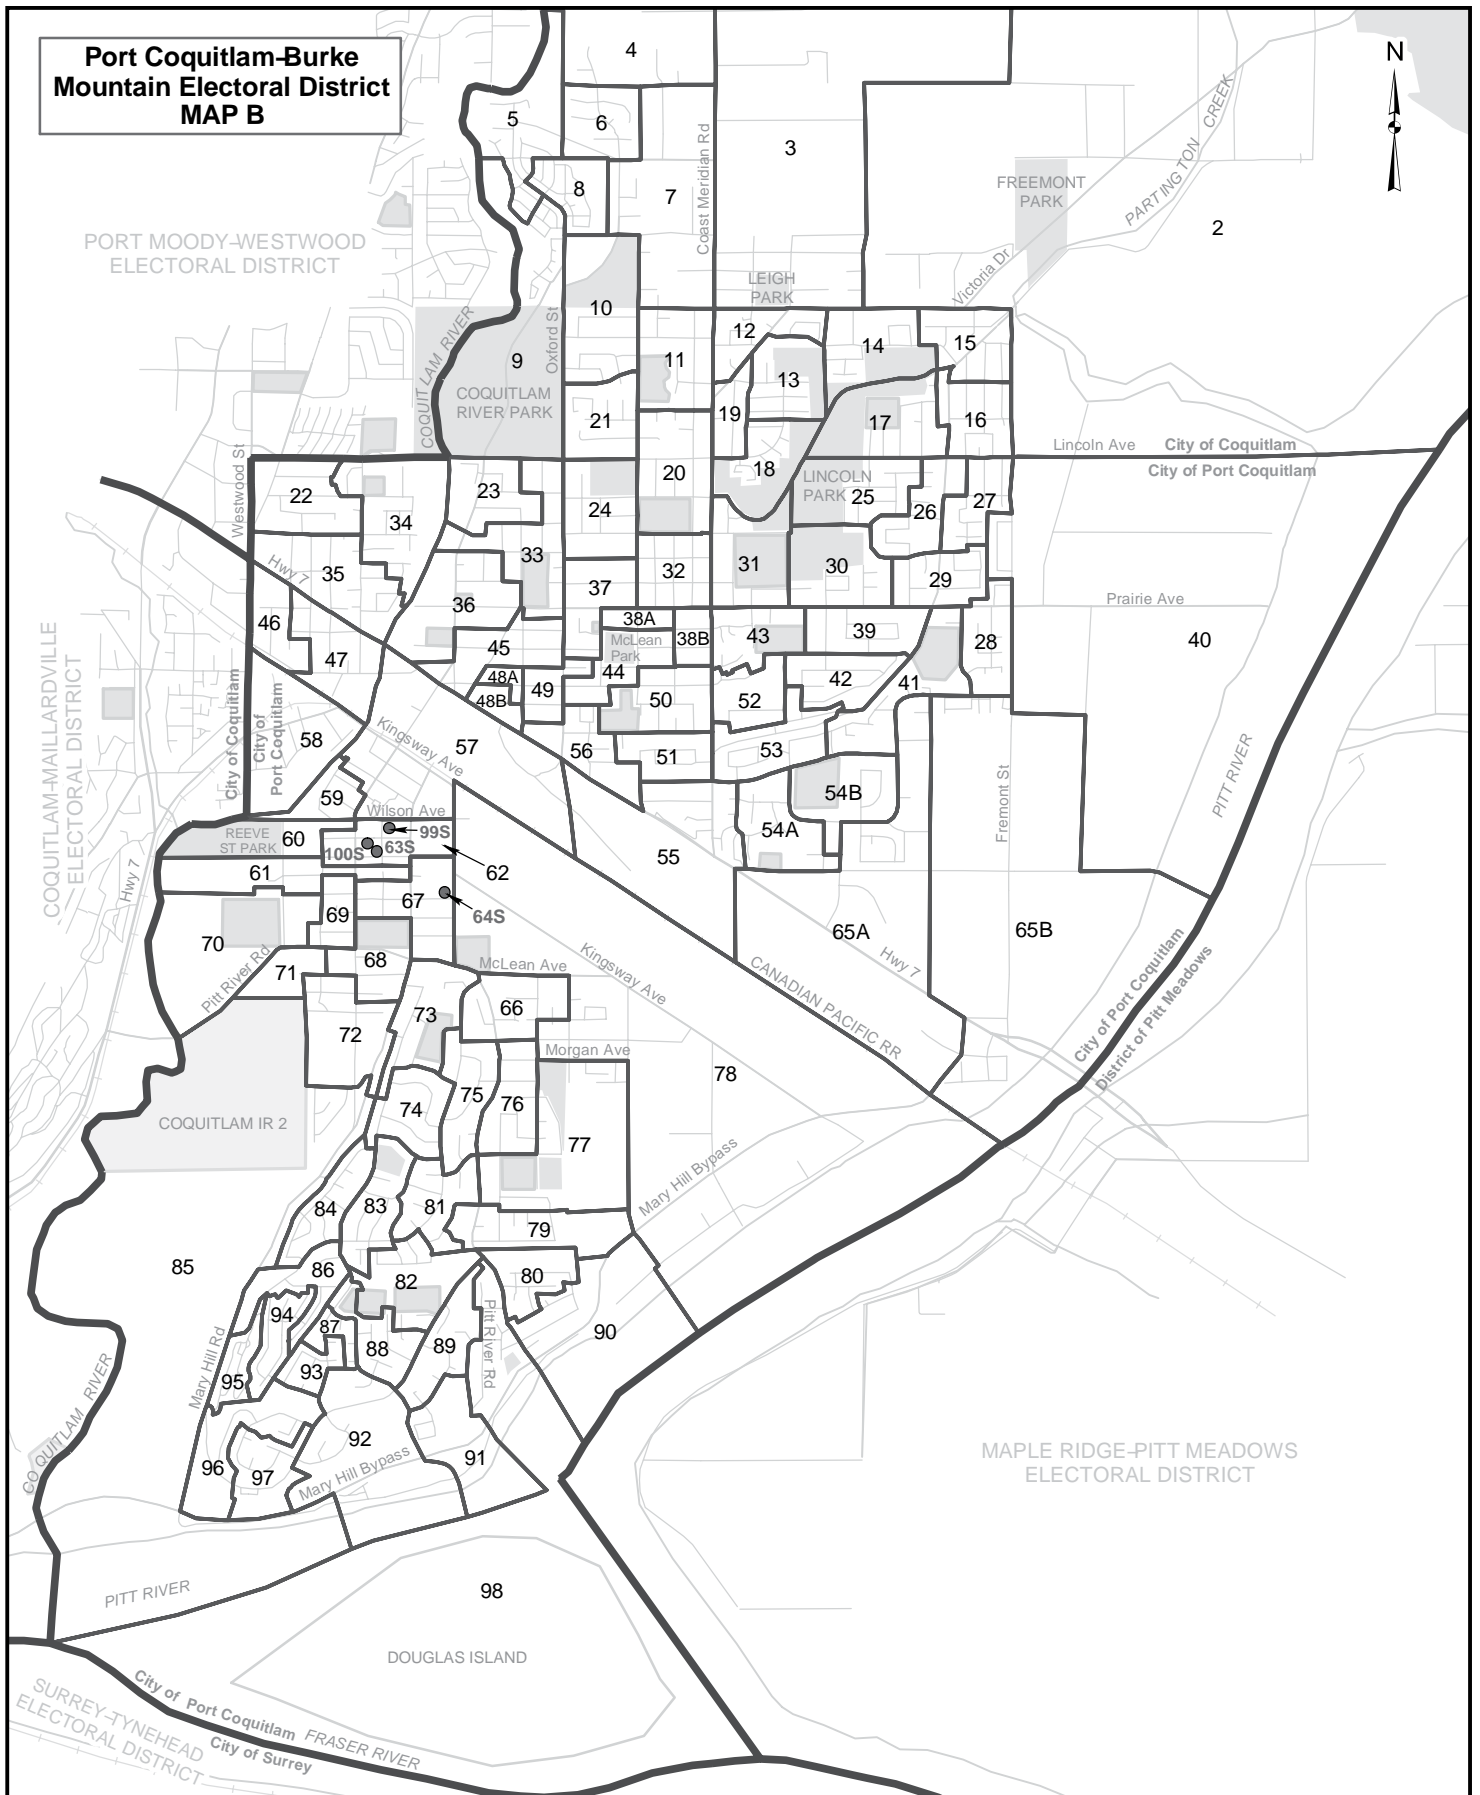 Port Coquitlam–Burke
Mountain Electoral District
MAP B
N
4
5
6
3
8
7
Coast Meridian Rd
FREEMONT
PARK
PARTINGTON CREEK
2
PORT MOODY–WESTWOOD
ELECTORAL DISTRICT
LEIGH
PARK
Victoria Dr
10
12
14
15
COQUITLAM RIVER
Oxford St
9
11
13
COQUITLAM
RIVER PARK
21
19
17
16
Westwood St
Lincoln Ave
City of Coquitlam
City of Port Coquitlam
20
18
LINCOLN
PARK
22
23
25
27
34
24
26
33
31
30
Hwy 7
35
32
37
29
36
Prairie Ave
46
38A
McLean
Park
38B
43
39
28
40
45
47
48A
44
42
41
48B
49
50
52
COQUITLAM–MAILLARDVILLE
ELECTORAL DISTRICT
City of Coquitlam
City of
Port Coquitlam
58
Kingsway Ave
57
56
51
53
PITT RIVER
59
54B
Fremont St
Wilson Ave
REEVE
ST PARK
60
99S
100S
63S
54A
55
61
62
Hwy 7
67
64S
69
70
65A
65B
68
Pitt River Rd
71
McLean Ave
Kingsway Ave
Hwy 7
CANADIAN PACIFIC RR
City of Port Coquitlam
District of Pitt Meadows
66
73
72
Morgan Ave
78
75
76
74
COQUITLAM IR 2
77
Mary Hill Bypass
84
83
81
79
85
86
82
80
94
87
Pitt River Rd
90
88
89
Mary Hill Rd
95
93
COQUITLAM RIVER
92
MAPLE RIDGE–PITT MEADOWS
ELECTORAL DISTRICT
96
97
91
Mary Hill Bypass
PITT RIVER
98
DOUGLAS ISLAND
SURREY–TYNEHEAD
ELECTORAL DISTRICT
City of Port Coquitlam
FRASER RIVER
City of Surrey